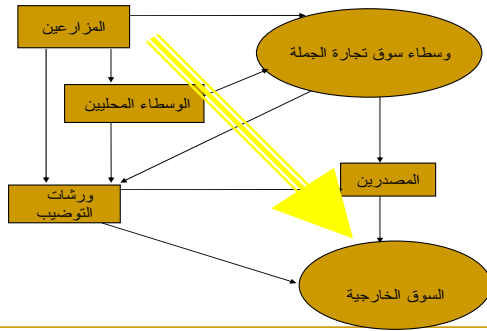 المزارعين
وسطاء سوق تجارة الجملة
الوسطاء المحليين
المصدرين
ورشات
التوضيب
السوق الخارجية